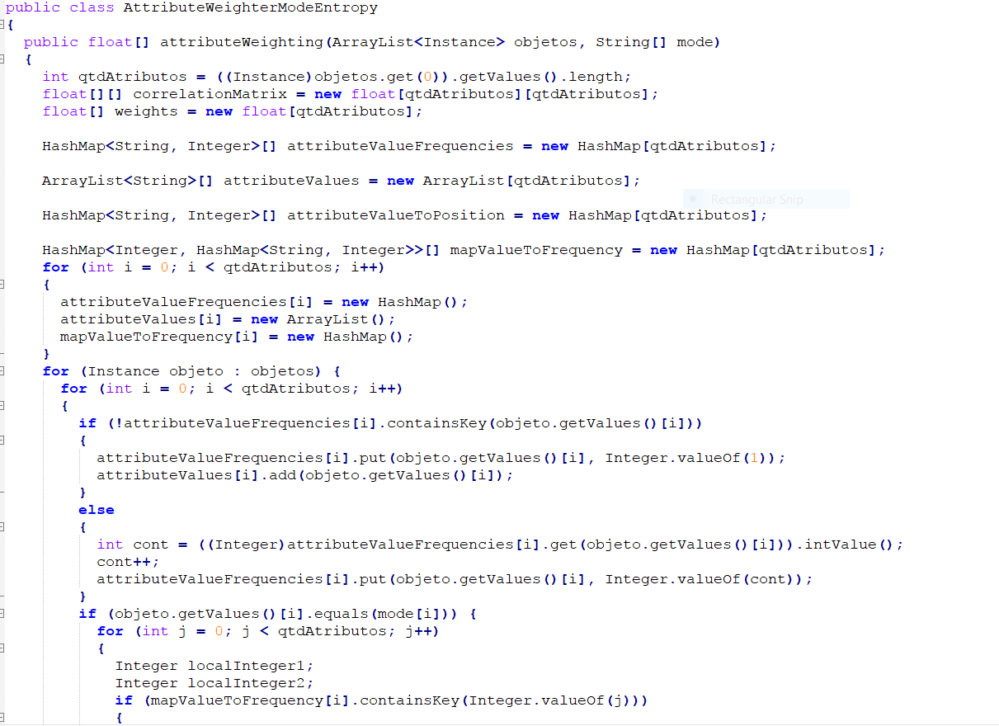 public class AttributeWeighterModeEntropy
{
  public float[] attributeWeighting(ArrayList<Instance> objetos, String[] mode)
  {
    int qtdAtributos = ((Instance)objetos.get(0)).getValues().length;
    float[][] correlationMatrix = new float[qtdAtributos][qtdAtributos];
    float[] weights = new float[qtdAtributos];
    HashMap<String, Integer>[] attributeValueFrequencies = new HashMap[qtdAtributos];
    ArrayList<String>[] attributeValues = new ArrayList[qtdAtributos];
    Rectangular Snip
    HashMap<String, Integer>[] attributeValueToPosition = new HashMap[qtdAtributos];
    HashMap<Integer, HashMap<String, Integer>>[] mapValueToFrequency = new HashMap[qtdAtributos];
    for (int i = 0; i < qtdAtributos; i++)
    {
      attributeValueFrequencies[i] = new HashMap();
      attributeValues[i] = new ArrayList();
      mapValueToFrequency[i] = new HashMap();
    }
    for (Instance objeto : objetos) {
      for (int i = 0; i < qtdAtributos; i++)
      {
        if (!attributeValueFrequencies[i].containsKey(objeto.getValues()[i]))
        {
          attributeValueFrequencies[i].put(objeto.getValues()[i], Integer.valueOf(1));
          attributeValues[i].add(objeto.getValues()[i]);
        }
        else
        {
          int cont = ((Integer)attributeValueFrequencies[i].get(objeto.getValues()[i])).intValue();
          cont++;
          attributeValueFrequencies[i].put(objeto.getValues()[i], Integer.valueOf(cont));
        }
        if (objeto.getValues()[i].equals(mode[i])) {
          for (int j = 0; j < qtdAtributos; j++)
          {
            Integer localInteger1;
            Integer localInteger2;
            if (mapValueToFrequency[i].containsKey(Integer.valueOf(j)))
            {